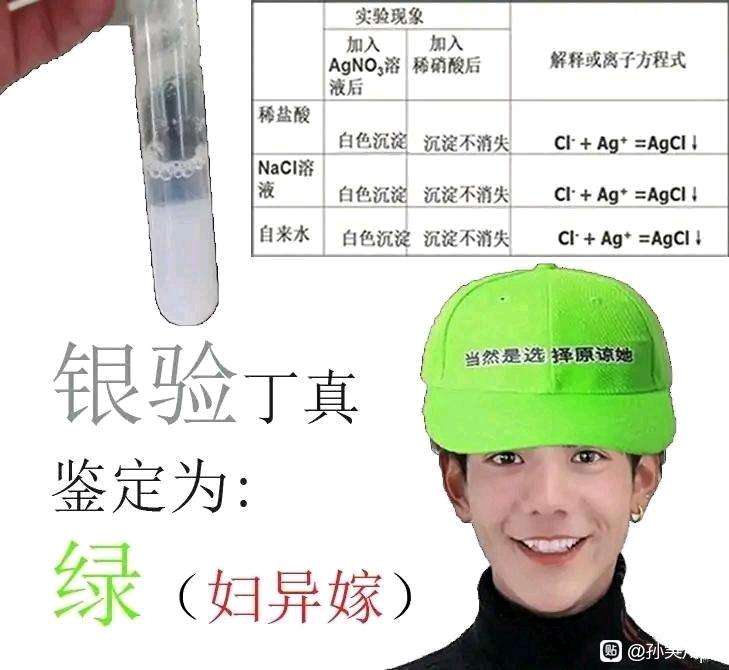 实验现象
加入
AgNO₃溶
液后
加入
稀硝酸后
解释或离子方程式
稀盐酸
白色沉淀
沉淀不消失
Cl⁻ + Ag⁺ =AgCl↓
NaCl溶
液
白色沉淀
沉淀不消失
Cl⁻ + Ag⁺ =AgCl↓
自来水
白色沉淀
沉淀不消失
Cl⁻ + Ag⁺ =AgCl↓
当然是选择原谅她
银验丁真
鉴定为：
绿（妇异嫁）
贴 @孙笑川